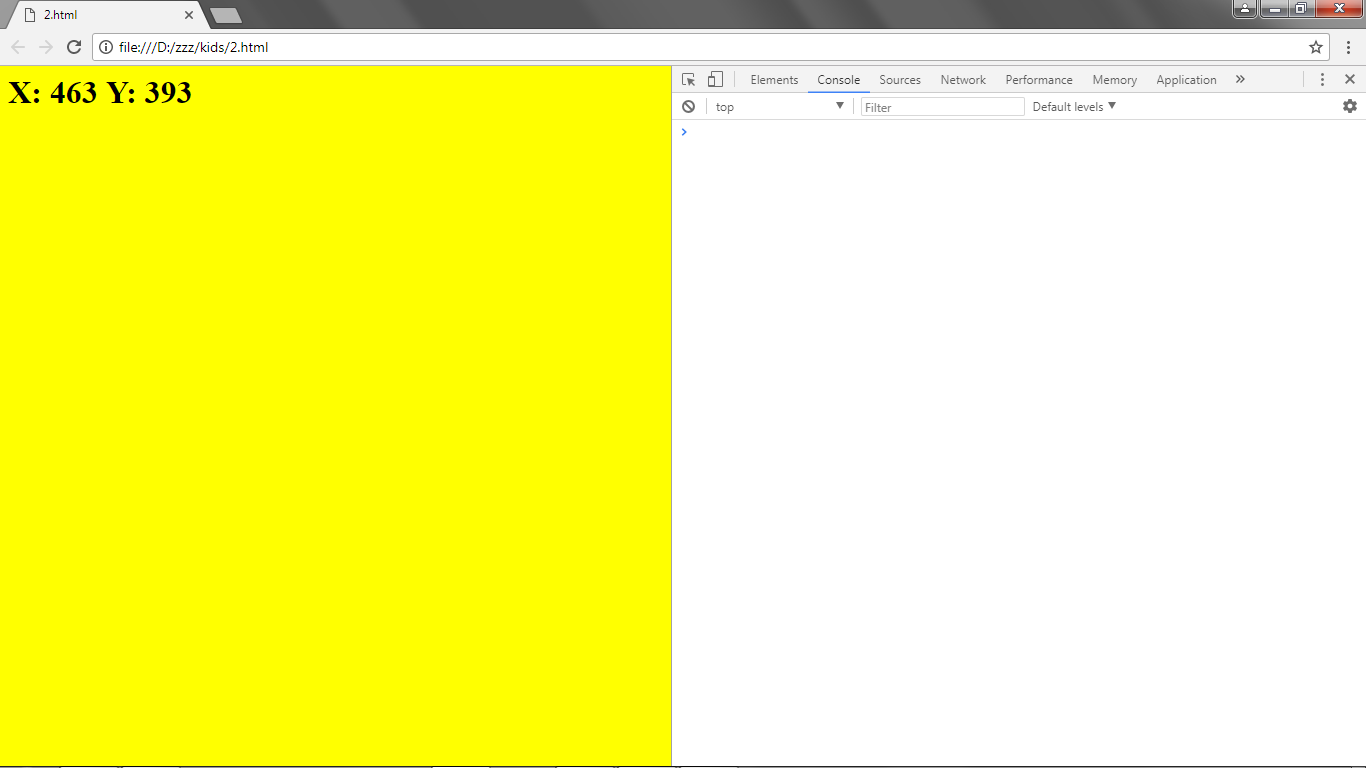 2.html
file:///D:/zzz/kids/2.html
X: 463 Y: 393
Elements Console Sources Network Performance Memory Application
top Filter Default levels